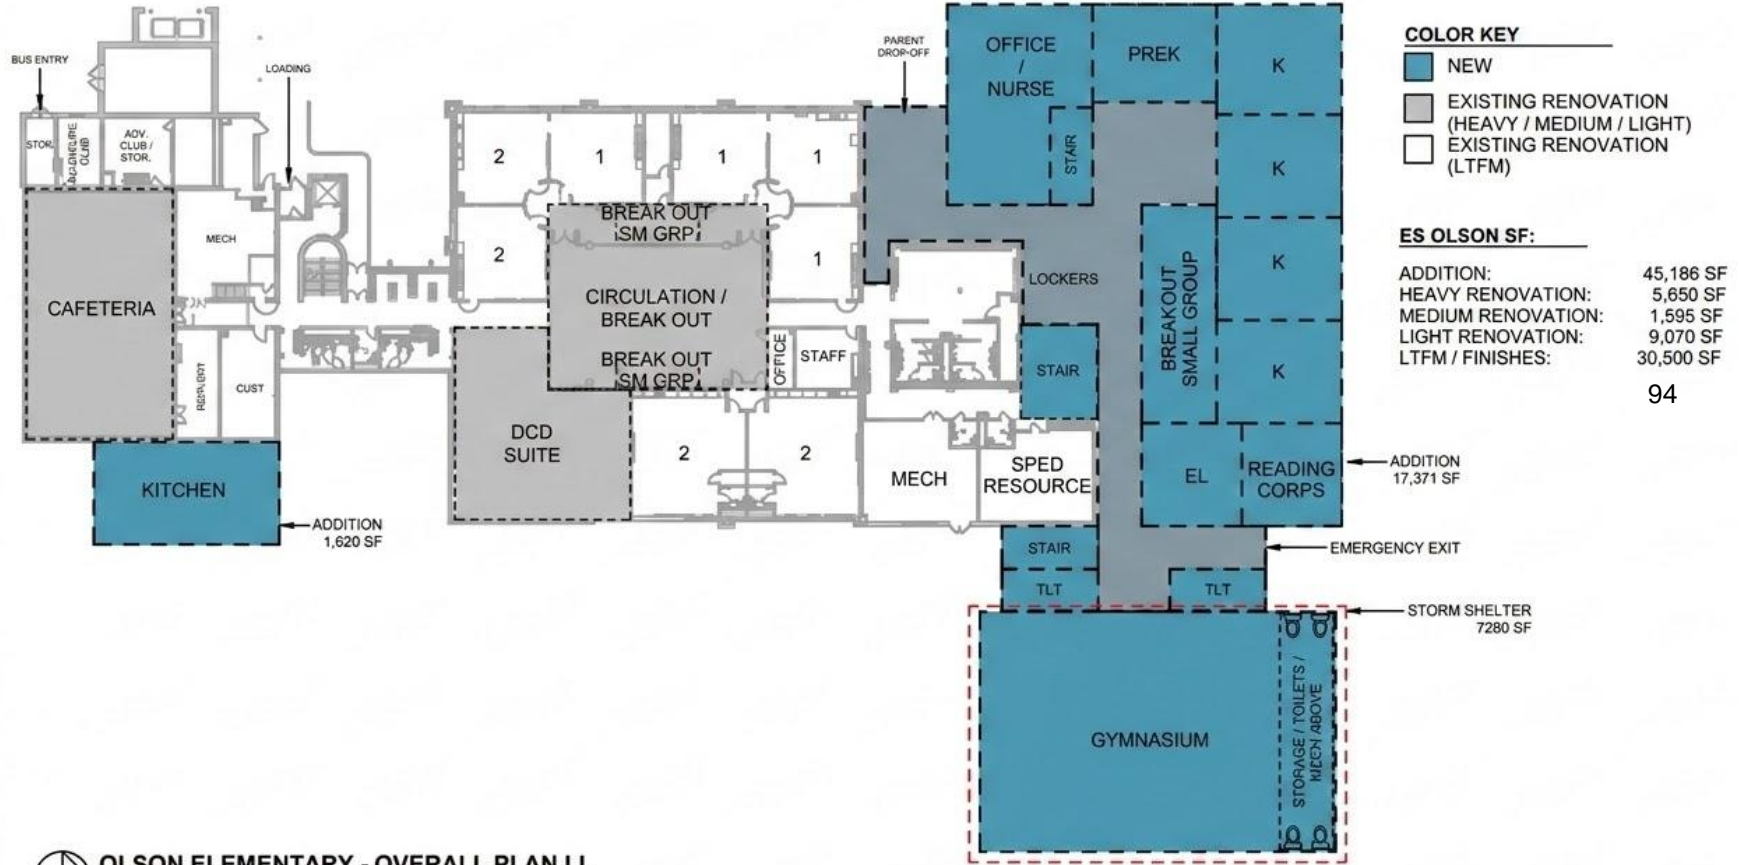 BUS ENTRY
LOADING
STOR.
ADV.
CLUB /
STOR.
MECH
CAFETERIA
CUST
KITCHEN
ADDITION
1,620 SF
2
1
1
1
2
1
BREAK OUT
SM GRP
CIRCULATION /
BREAK OUT
BREAK OUT
SM GRP
OFFICE
STAFF
DCD
SUITE
2
2
MECH
SPED
RESOURCE
PARENT
DROP-OFF
OFFICE
/
NURSE
STAIR
PREK
K
K
K
K
LOCKERS
STAIR
BREAKOUT
SMALL GROUP
EL
READING
CORPS
ADDITION
17,371 SF
STAIR
TLT
TLT
EMERGENCY EXIT
STORM SHELTER
7280 SF
GYMNASIUM
STORAGE / TOILETS /
ABOVE
COLOR KEY
NEW
EXISTING RENOVATION
(HEAVY / MEDIUM / LIGHT)
EXISTING RENOVATION
(LTFM)
ES OLSON SF:
ADDITION: 45,186 SF
HEAVY RENOVATION: 5,650 SF
MEDIUM RENOVATION: 1,595 SF
LIGHT RENOVATION: 9,070 SF
LTFM / FINISHES: 30,500 SF
94
OLSON ELEMENTARY - OVERALL PLAN LL